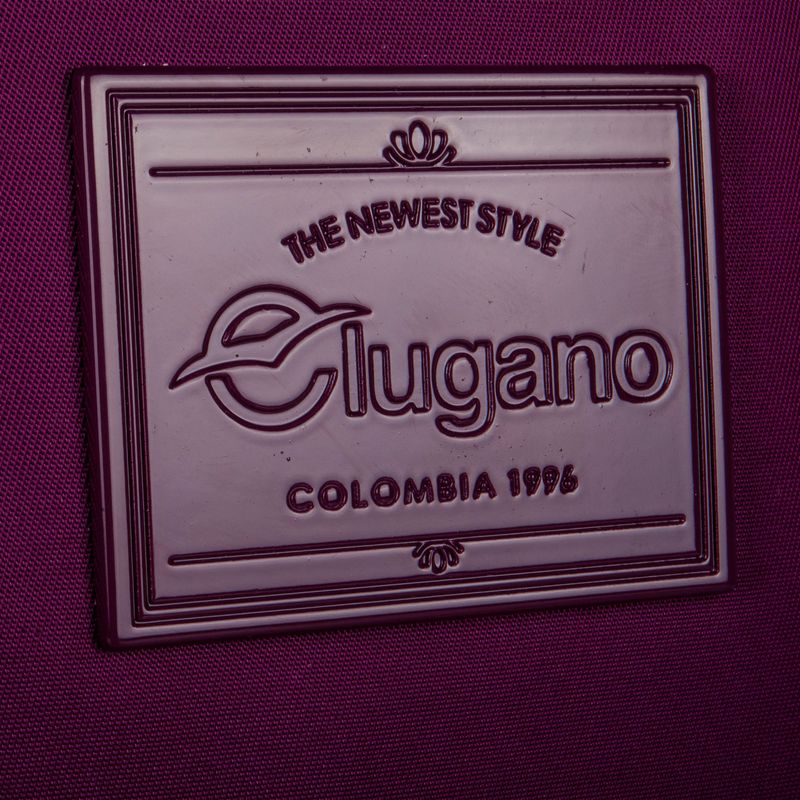 THE NEWEST STYLE
elugano
COLOMBIA 1996